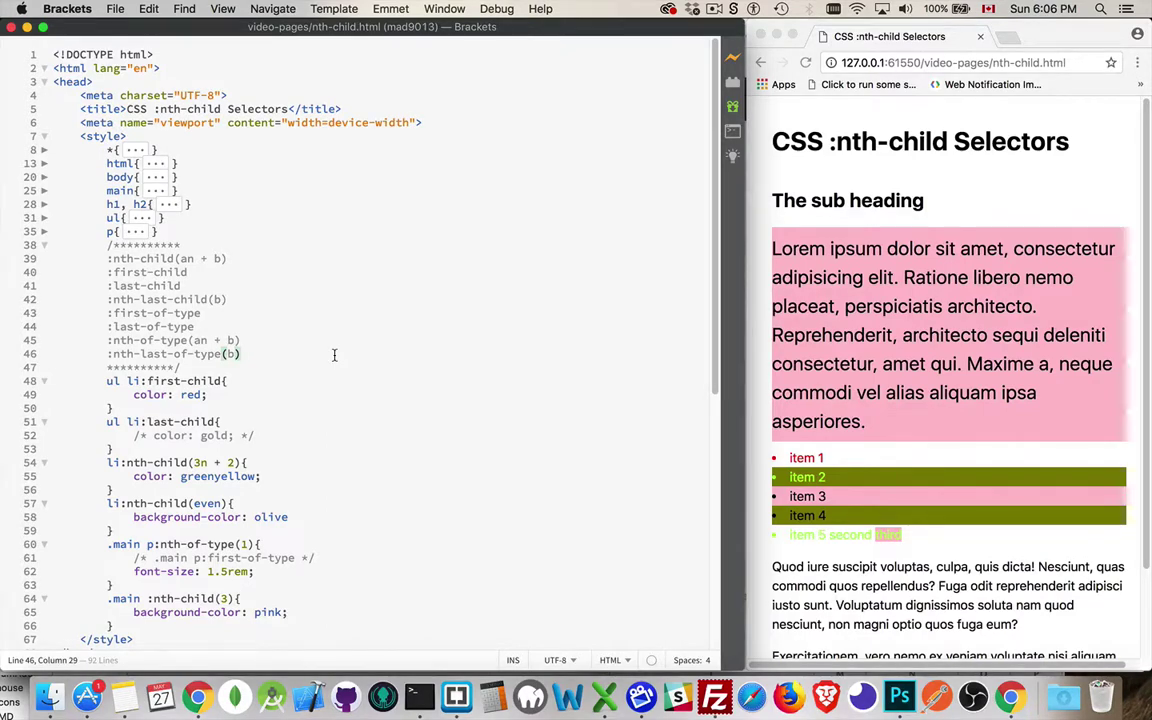 Brackets File Edit Find View Navigate Template Emmet Window Debug Help 100% Sun 6:06 PM
video-pages/nth-child.html (mad9013) — Brackets
1 <!DOCTYPE html>
2 <html lang="en">
3 <head>
4 <meta charset="UTF-8">
5 <title>CSS :nth-child Selectors</title>
6 <meta name="viewport" content="width=device-width">
7 <style>
8 *{ ... }
13 html{ ... }
20 body{ ... }
25 main{ ... }
28 h1, h2{ ... }
31 ul{ ... }
35 p{ ... }
38 /**********
39 :nth-child(an + b)
40 :first-child
41 :last-child
42 :nth-last-child(b)
43 :first-of-type
44 :last-of-type
45 :nth-of-type(an + b)
46 :nth-last-of-type(b)
47 **********/
48 ul li:first-child{
49 color: red;
50 }
51 ul li:last-child{
52 /* color: gold; */
53 }
54 li:nth-child(3n + 2){
55 color: greenyellow;
56 }
57 li:nth-child(even){
58 background-color: olive
59 }
60 .main p:nth-of-type(1){
61 /* .main p:first-of-type */
62 font-size: 1.5rem;
63 }
64 .main :nth-child(3){
65 background-color: pink;
66 }
67 </style>
Line 46, Column 29 — 92 Lines
INS UTF-8 HTML Spaces: 4
CSS :nth-child Selectors
127.0.0.1:61550/video-pages/nth-child.html
Apps Click to run some s... Web Notification Im... »
CSS :nth-child Selectors
The sub heading
Lorem ipsum dolor sit amet, consectetur
adipisicing elit. Ratione libero nemo
placeat, perspiciatis architecto.
Reprehenderit, architecto sequi deleniti
consectetur, amet qui. Maxime a, neque
commodi vel alias aliquam ipsa
asperiores.
• item 1
• item 2
• item 3
• item 4
• item 5 second third
Quod iure suscipit voluptas, culpa, quis dicta! Nesciunt, quas
commodi quos repellendus? Fuga odit reprehenderit adipisci
iusto sunt. Voluptatum dignissimos soluta nam quod
nesciunt, non magni optio quos fuga eum?
Exercitationem, vero nemo ex veniam voluptate nisi aliquam